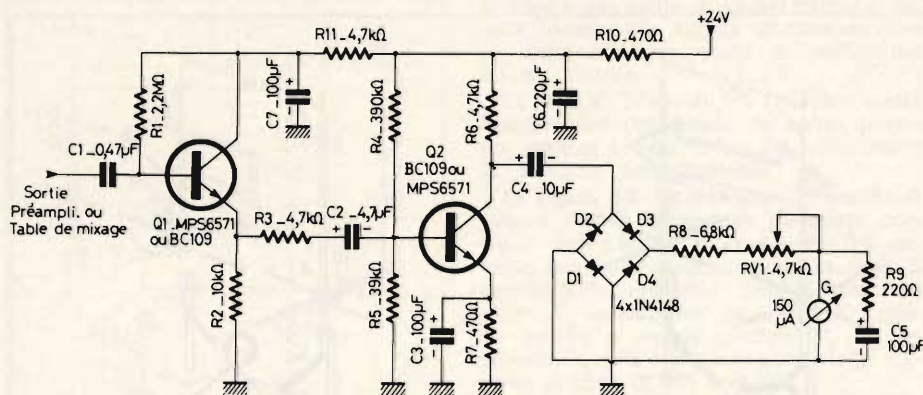 +24V
R11_4,7kΩ
R10_470Ω
R1_2,2MΩ
C7_100µF
+
-
R4_390kΩ
R6_4,7kΩ
C6_220µF
+
-
C1_0,47µF
Q2
BC109 ou
MPS6571
+
-
C4_10µF
Sortie
Préampli. ou
Table de mixage
Q1_MPS6571
ou BC109
R3_4,7kΩ
C2_4,7µF
+
-
D2
D3
R8_6,8kΩ
RV1_4,7kΩ
R9
220Ω
D1
D4
4x1N4148
G.
150
µA
+
-
C5
100µF
R2_10kΩ
R5_39kΩ
C3_100µF
+
-
R7_470Ω